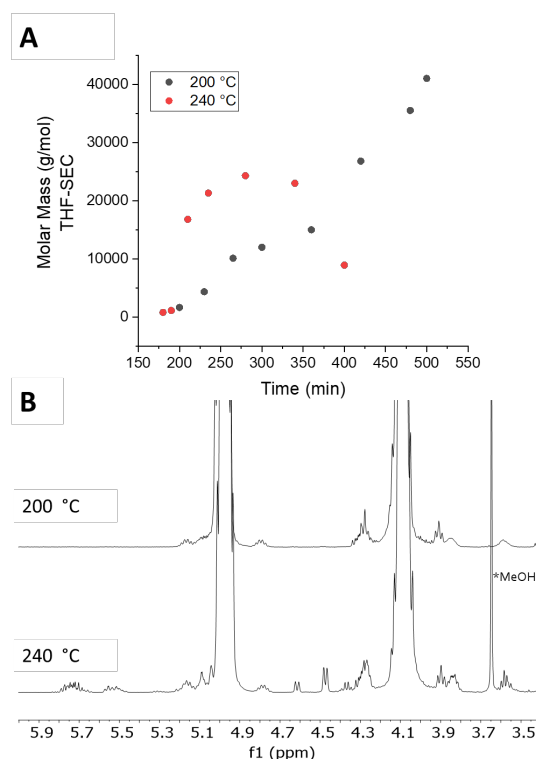 A
200 °C
240 °C
Molar Mass (g/mol)
THF-SEC
40000
30000
20000
10000
0
150 200 250 300 350 400 450 500 550
Time (min)
B
200 °C
*MeOH
240 °C
5.9 5.7 5.5 5.3 5.1 4.9 4.7 4.5 4.3 4.1 3.9 3.7 3.5
f1 (ppm)